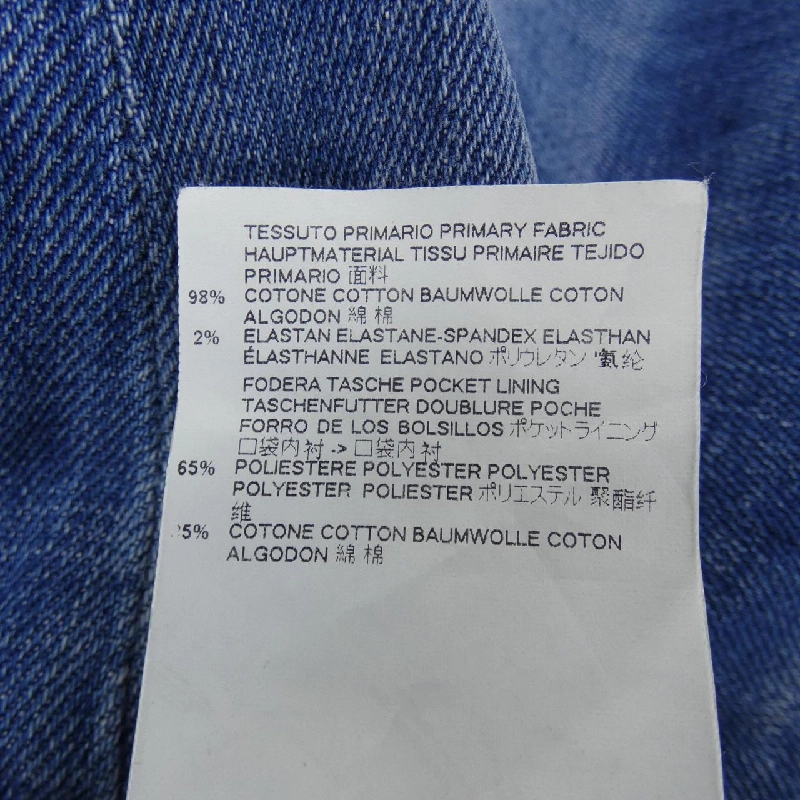 TESSUTO PRIMARIO PRIMARY FABRIC
HAUPTMATERIAL TISSU PRIMAIRE TEJIDO
PRIMARIO 面料
98% COTONE COTTON BAUMWOLLE COTON
ALGODON 綿 棉
2% ELASTAN ELASTANE-SPANDEX ELASTHAN
ÉLASTHANNE ELASTANO ポリウレタン 氨纶
FODERA TASCHE POCKET LINING
TASCHENFUTTER DOUBLURE POCHE
FORRO DE LOS BOLSILLOS ポケットライニング
口袋内衬 -> 口袋内衬
65% POLIESTERE POLYESTER POLYESTER
POLYESTER POLIESTER ポリエステル 聚酯纤
维
5% COTONE COTTON BAUMWOLLE COTON
ALGODON 綿 棉